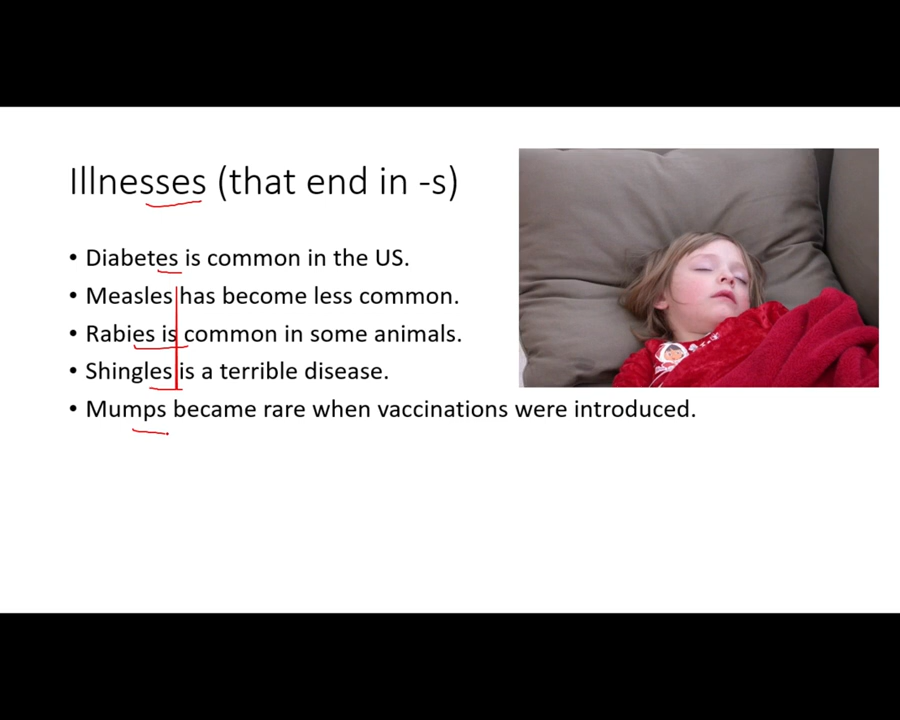 Illnesses (that end in -s)
• Diabetes is common in the US.
• Measles has become less common.
• Rabies is common in some animals.
• Shingles is a terrible disease.
• Mumps became rare when vaccinations were introduced.